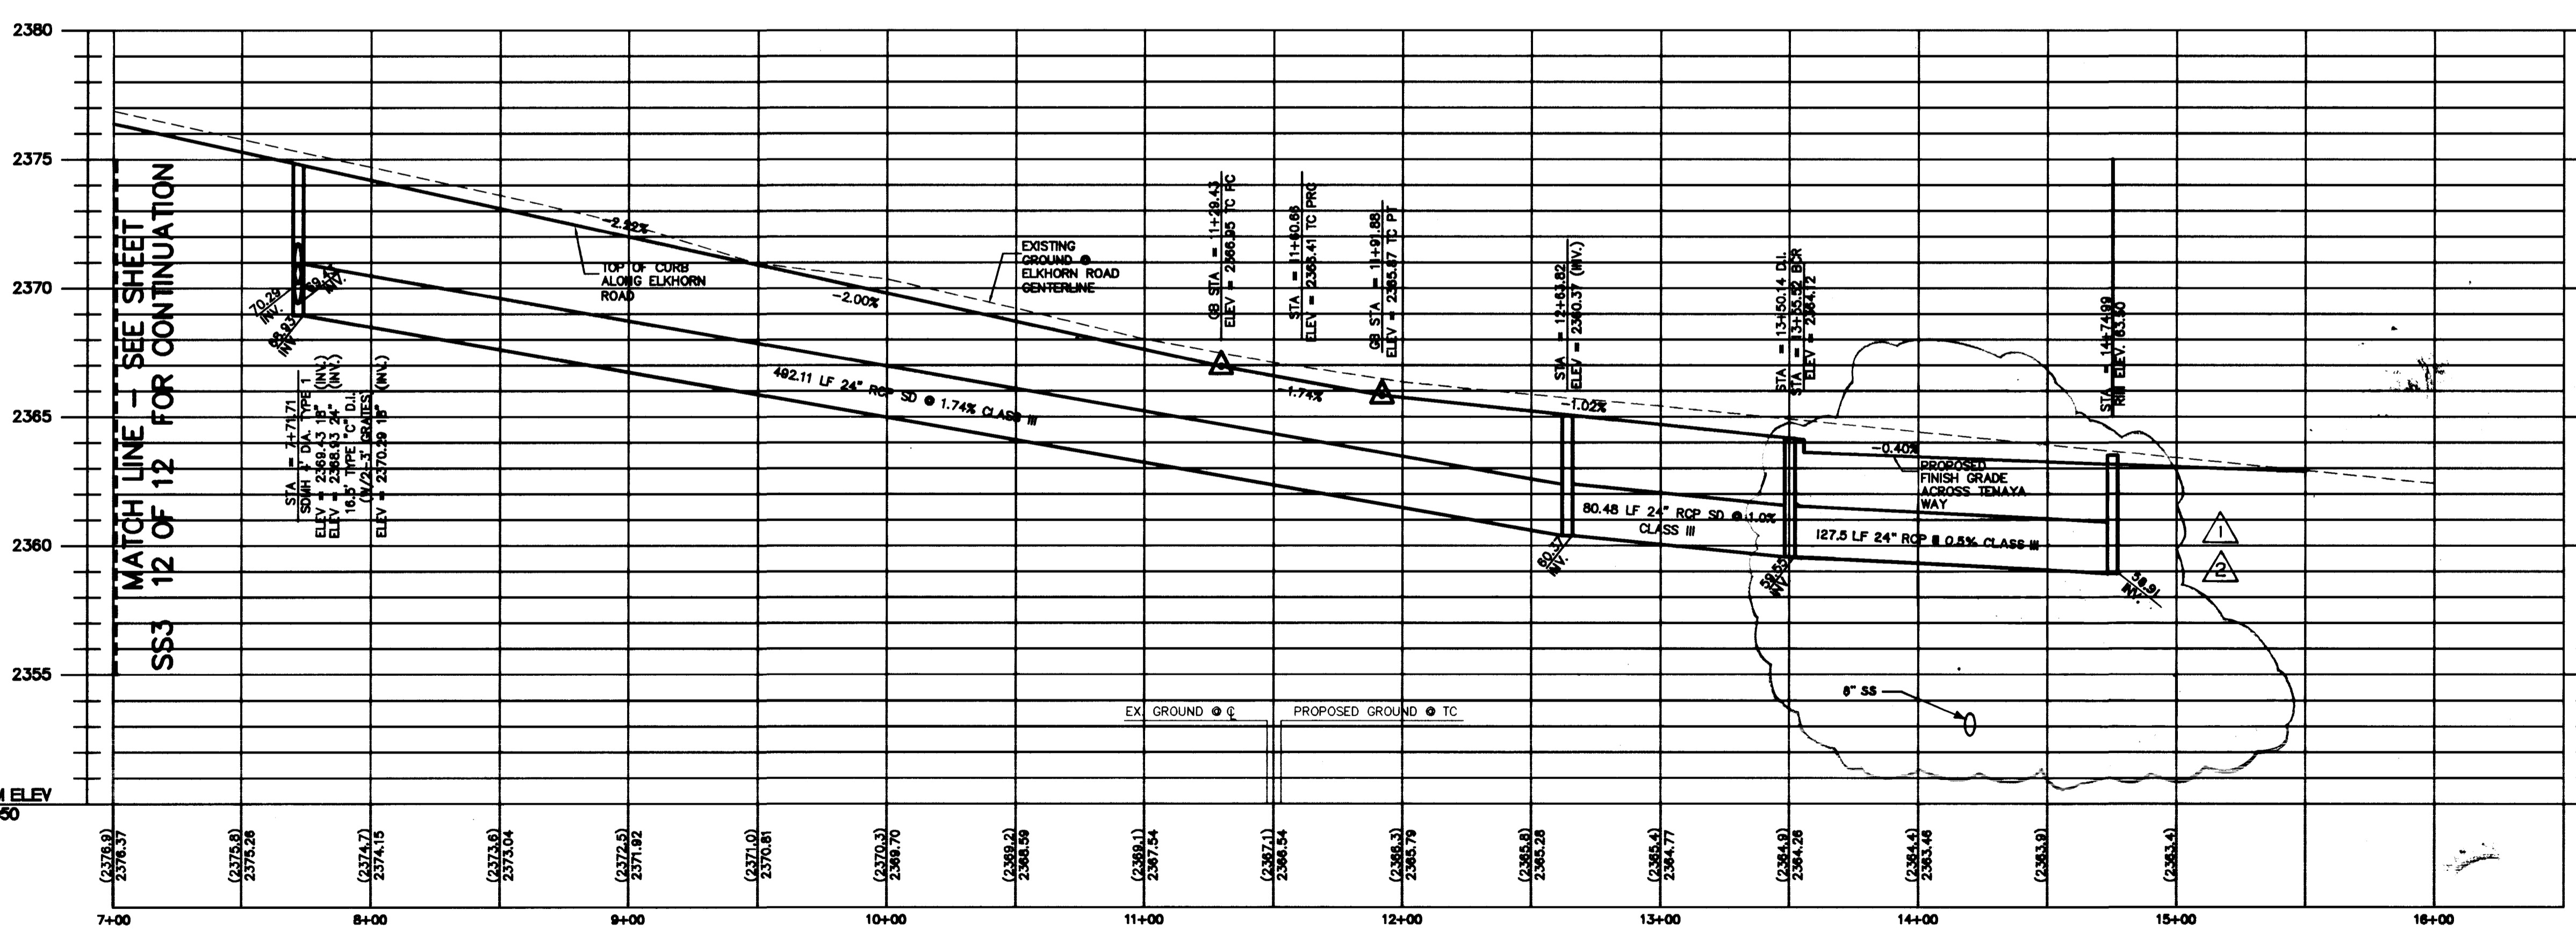 2380
2375
2370
2365
2360
2355
M ELEV
50
MATCH LINE – SEE SHEET
SS3 12 OF 12 FOR CONTINUATION
70.29
INV.
68.93
INV.
INV.
STA = 7+71.71
SDMH 4' DIA. TYPE 1
ELEV = 2369.43 18" (INV.)
ELEV = 2368.93 24" (INV.)
16.5' TYPE "C" D.I.
(W/2-3' GRATES)
ELEV = 2370.29 18" (INV.)
-2.22%
TOP OF CURB
ALONG ELKHORN
ROAD
-2.00%
EXISTING
GROUND @
ELKHORN ROAD
CENTERLINE
492.11 LF 24" RCP SD @ 1.74% CLASS III
GB STA = 11+29.43
ELEV = 2366.95 TC PC
STA = 11+60.66
ELEV = 2366.41 TC PRC
GB STA = 11+91.88
ELEV = 2365.87 TC PT
-1.74%
STA = 12+63.82
ELEV = 2360.37 (INV.)
-1.02%
60.37
INV.
80.48 LF 24" RCP SD @ 1.0%
CLASS III
STA = 13+50.14 D.I.
STA = 13+55.52 BCR
ELEV = 2364.12
59.55
INV.
-0.40%
PROPOSED
FINISH GRADE
ACROSS TENAYA
WAY
127.5 LF 24" RCP @ 0.5% CLASS III
STA = 14+74.99
RIM ELEV. 63.50
58.91
INV.
1
2
8" SS
EX. GROUND @ ℄
PROPOSED GROUND @ TC
(2376.9)
2376.37
(2375.8)
2375.26
(2374.7)
2374.15
(2373.6)
2373.04
(2372.5)
2371.92
(2371.0)
2370.81
(2370.3)
2369.70
(2369.2)
2368.59
(2369.1)
2367.54
(2367.1)
2366.54
(2366.3)
2365.79
(2365.8)
2365.28
(2365.4)
2364.77
(2364.9)
2364.26
(2364.4)
2363.46
(2363.9)
(2363.4)
7+00
8+00
9+00
10+00
11+00
12+00
13+00
14+00
15+00
16+00